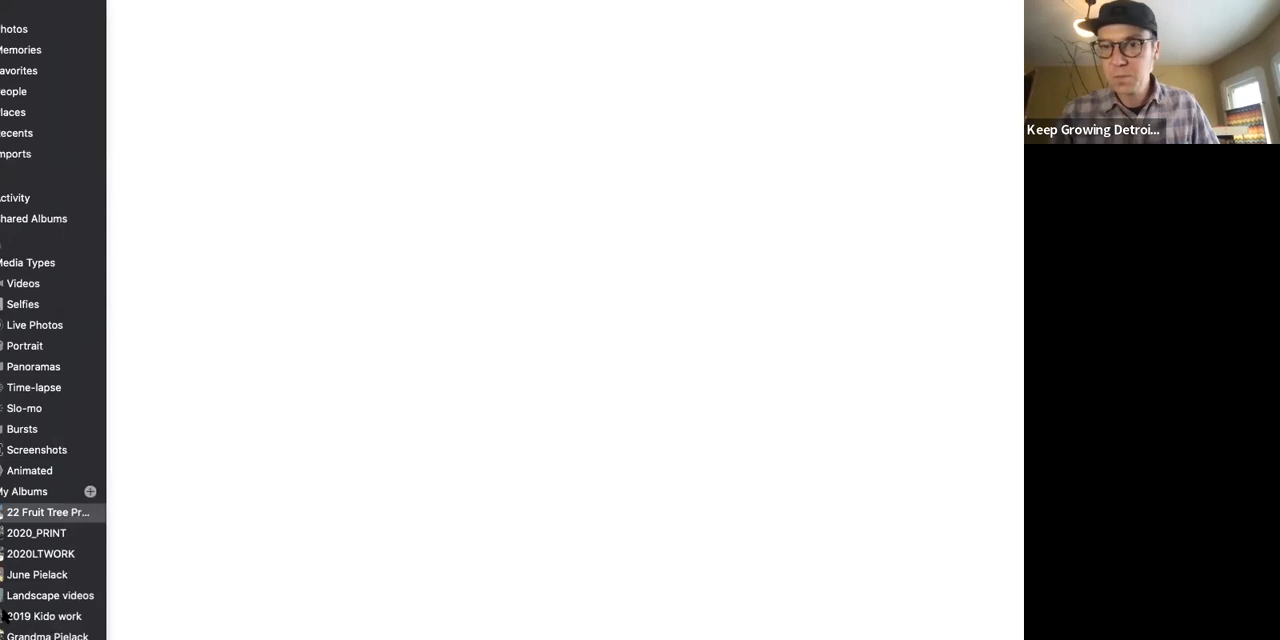 hotos
Memories
avorites
eople
laces
ecents
mports
ctivity
hared Albums
Media Types
Videos
Selfies
Live Photos
Portrait
Panoramas
Time-lapse
Slo-mo
Bursts
Screenshots
Animated
My Albums
22 Fruit Tree Pr...
2020_PRINT
2020LTWORK
June Pielack
Landscape videos
2019 Kido work
Grandma Pielack
Keep Growing Detroi...